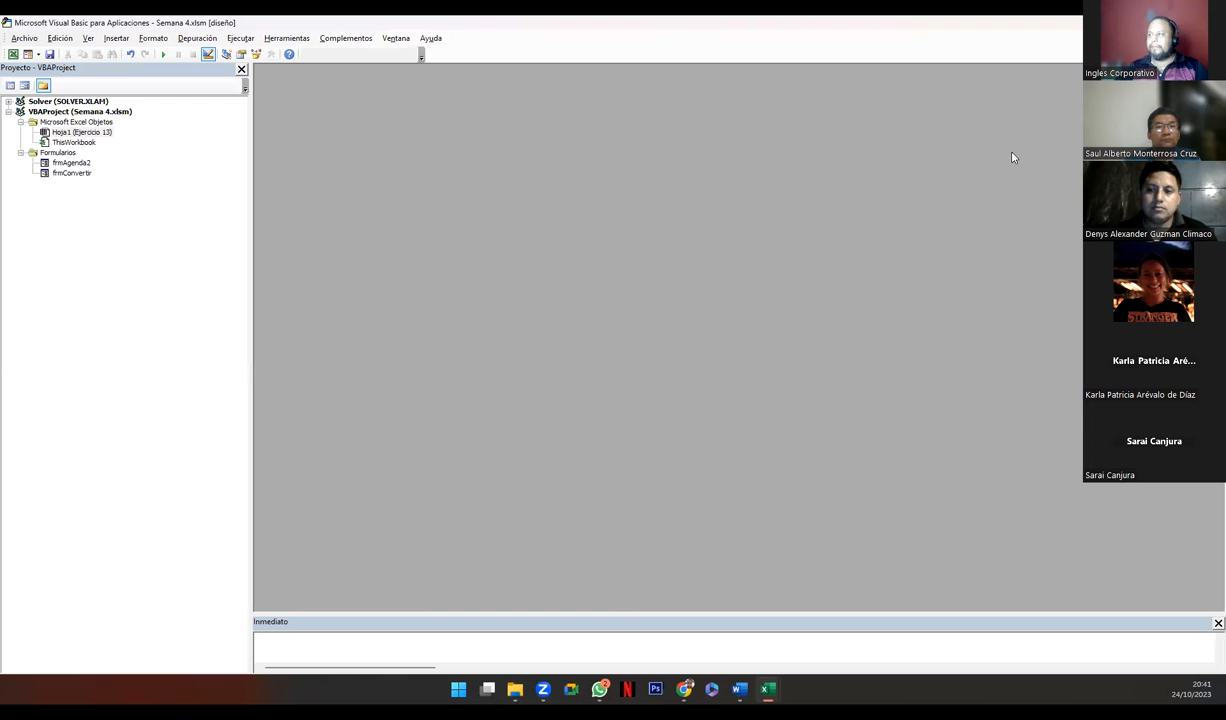 Microsoft Visual Basic para Aplicaciones - Semana 4.xlsm [diseño]
Archivo Edición Ver Insertar Formato Depuración Ejecutar Herramientas Complementos Ventana Ayuda
Proyecto - VBAProject
Solver (SOLVER.XLAM)
VBAProject (Semana 4.xlsm)
Microsoft Excel Objetos
Hoja1 (Ejercicio 13)
ThisWorkbook
Formularios
frmAgenda2
frmConvertir
Inmediato
Ingles Corporativo
Saul Alberto Monterrosa Cruz
Denys Alexander Guzman Climaco
STRANGER
Karla Patricia Aré...
Karla Patricia Arévalo de Díaz
Sarai Canjura
Sarai Canjura
2
Ps
20:41
24/10/2023